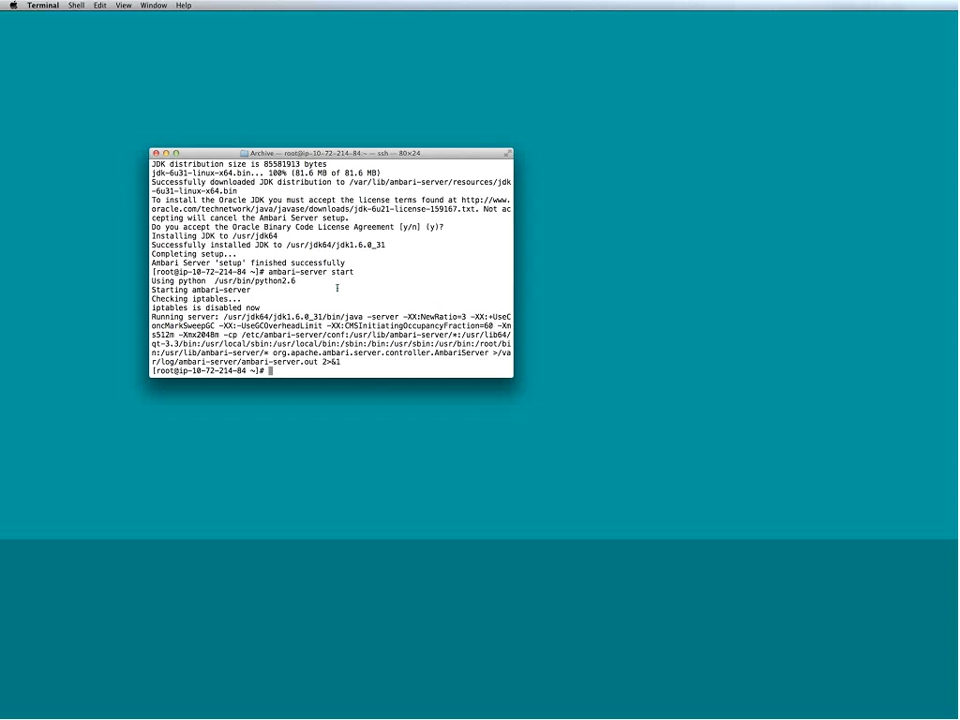 Terminal Shell Edit View Window Help
Archive — root@ip-10-72-214-84:~ — ssh — 80×24
JDK distribution size is 85581913 bytes
jdk-6u31-linux-x64.bin... 100% (81.6 MB of 81.6 MB)
Successfully downloaded JDK distribution to /var/lib/ambari-server/resources/jdk
-6u31-linux-x64.bin
To install the Oracle JDK you must accept the license terms found at http://www.
oracle.com/technetwork/java/javase/downloads/jdk-6u21-license-159167.txt. Not ac
cepting will cancel the Ambari Server setup.
Do you accept the Oracle Binary Code License Agreement [y/n] (y)?
Installing JDK to /usr/jdk64
Successfully installed JDK to /usr/jdk64/jdk1.6.0_31
Completing setup...
Ambari Server 'setup' finished successfully
[root@ip-10-72-214-84 ~]# ambari-server start
Using python  /usr/bin/python2.6
Starting ambari-server
Checking iptables...
iptables is disabled now
Running server: /usr/jdk64/jdk1.6.0_31/bin/java -server -XX:NewRatio=3 -XX:+UseC
oncMarkSweepGC -XX:-UseGCOverheadLimit -XX:CMSInitiatingOccupancyFraction=60 -Xm
s512m -Xmx2048m -cp /etc/ambari-server/conf:/usr/lib/ambari-server/*:/usr/lib64/
qt-3.3/bin:/usr/local/sbin:/usr/local/bin:/sbin:/bin:/usr/sbin:/usr/bin:/root/bi
n:/usr/lib/ambari-server/* org.apache.ambari.server.controller.AmbariServer >/va
r/log/ambari-server/ambari-server.out 2>&1
[root@ip-10-72-214-84 ~]#